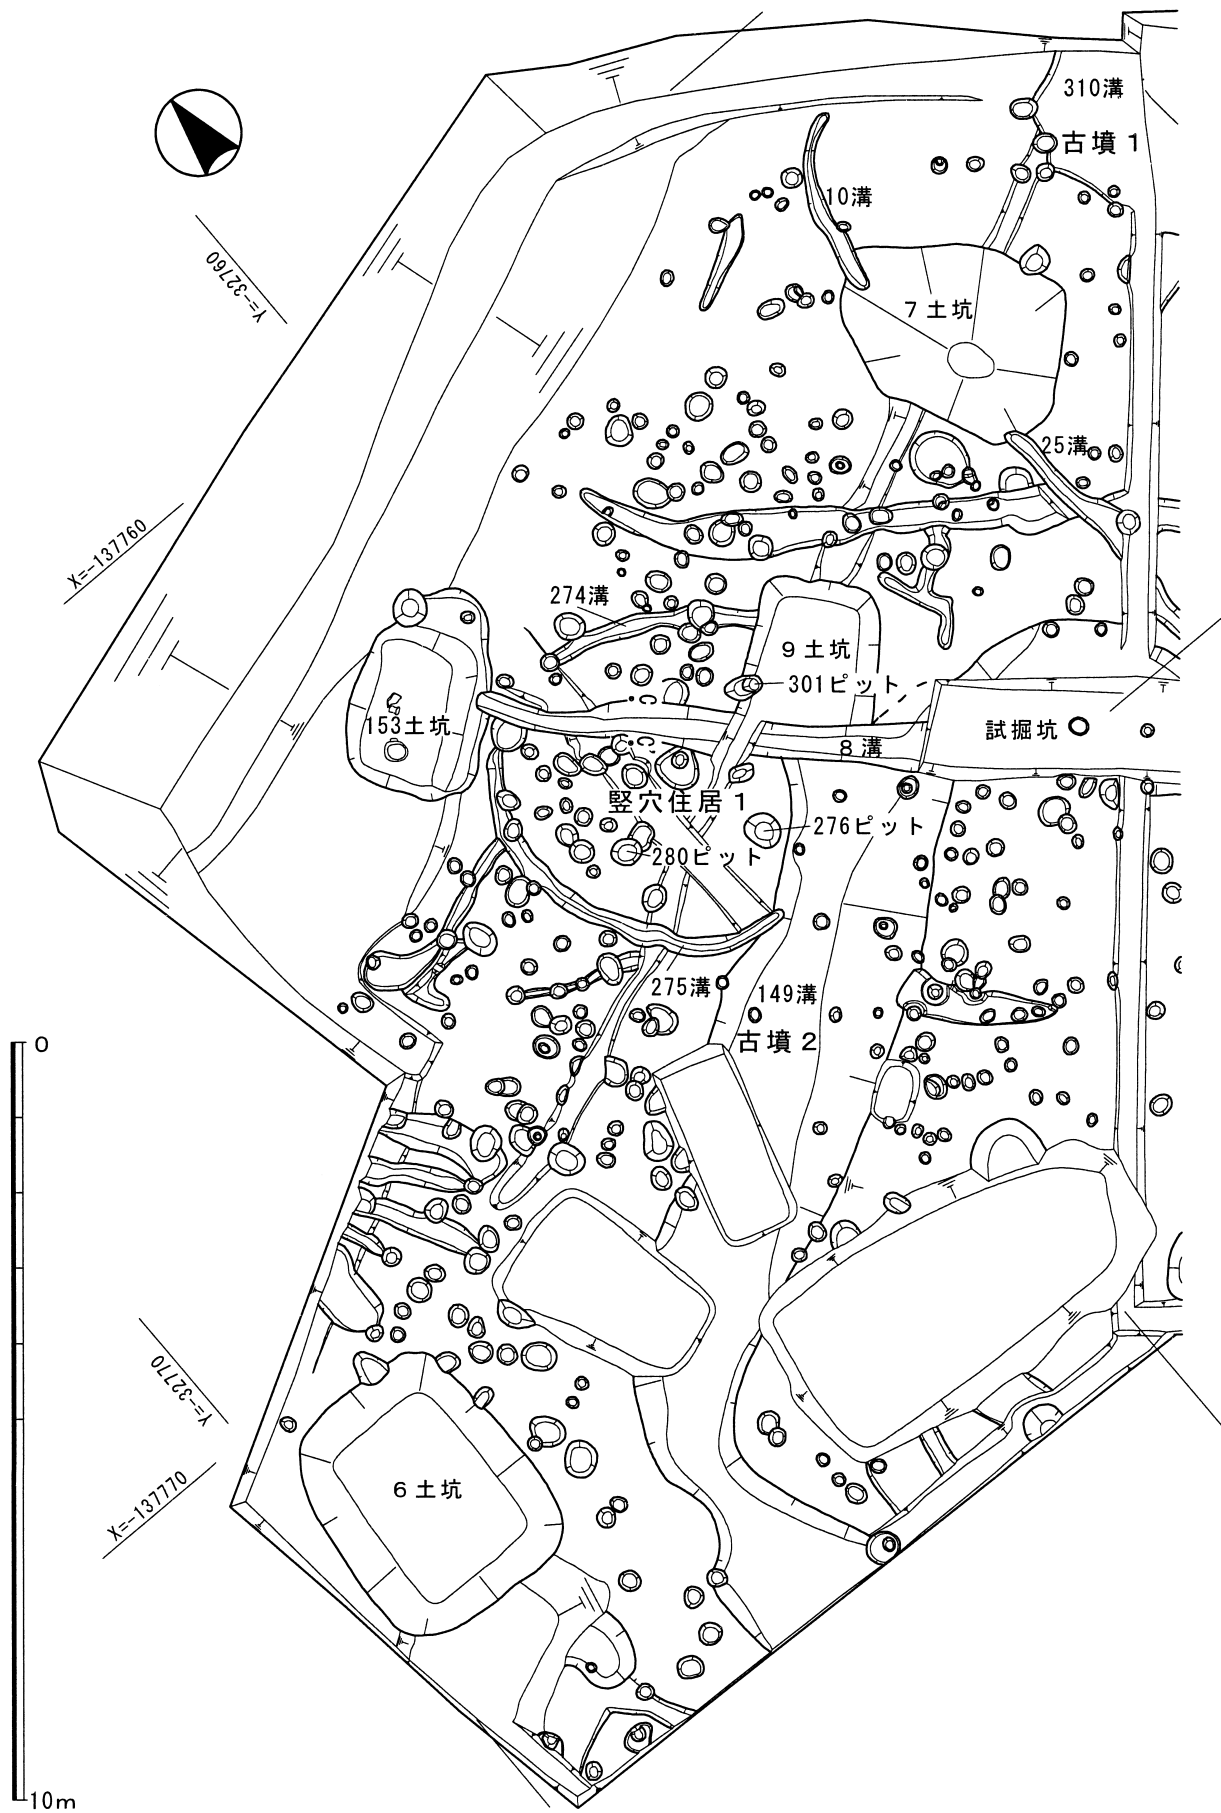 310溝
古墳１
10溝
Y=-32760
７土坑
25溝
X=-137760
274溝
９土坑
301ピット
153土坑
C
８溝
試掘坑
C'
竪穴住居１
276ピット
280ピット
275溝
149溝
古墳２
0
Y=-32770
６土坑
X=-137770
10m